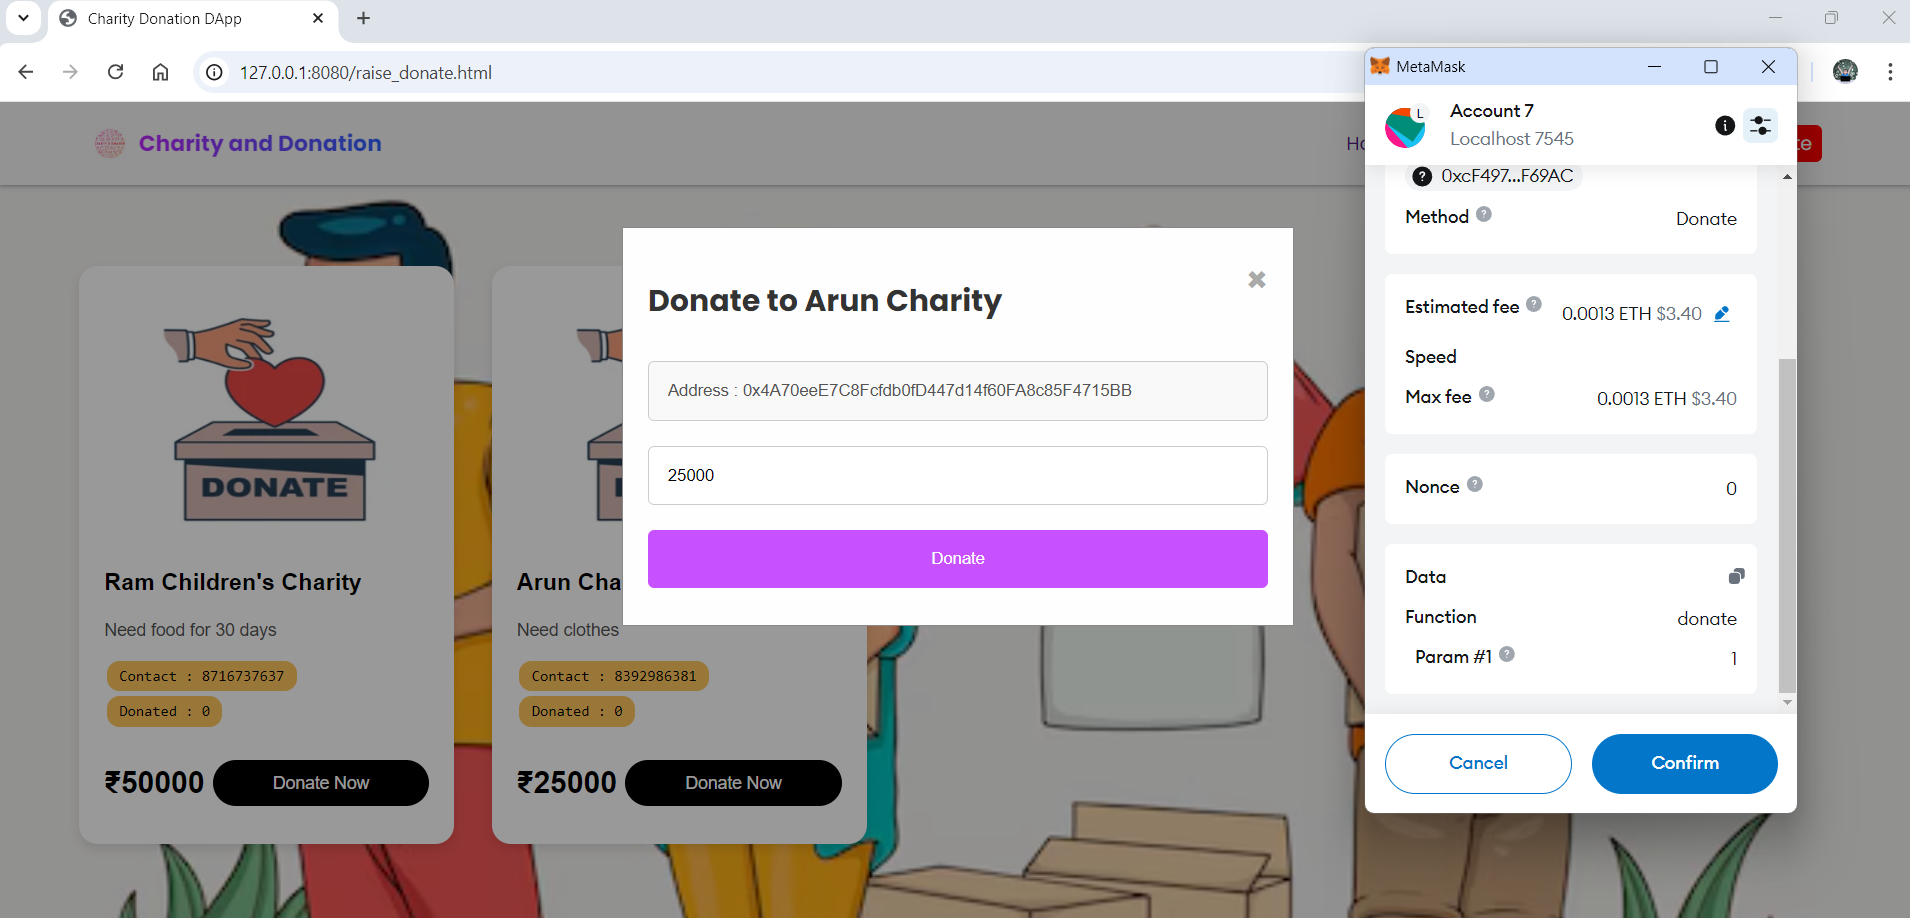 Charity Donation DApp
127.0.0.1:8080/raise_donate.html
Charity and Donation
Donate to Arun Charity
Address : 0x4A70eeE7C8Fcfdb0fD447d14f60FA8c85F4715BB
25000
Donate
DONATE
Ram Children's Charity
Need food for 30 days
Contact : 8716737637
Donated : 0
₹50000
Donate Now
Arun Cha
Need clothes
Contact : 8392986381
Donated : 0
₹25000
Donate Now
MetaMask
L
Account 7
Localhost 7545
0xcF497...F69AC
Method
Donate
Estimated fee
0.0013 ETH $3.40
Speed
Max fee
0.0013 ETH $3.40
Nonce
0
Data
Function
donate
Param #1
1
Cancel
Confirm